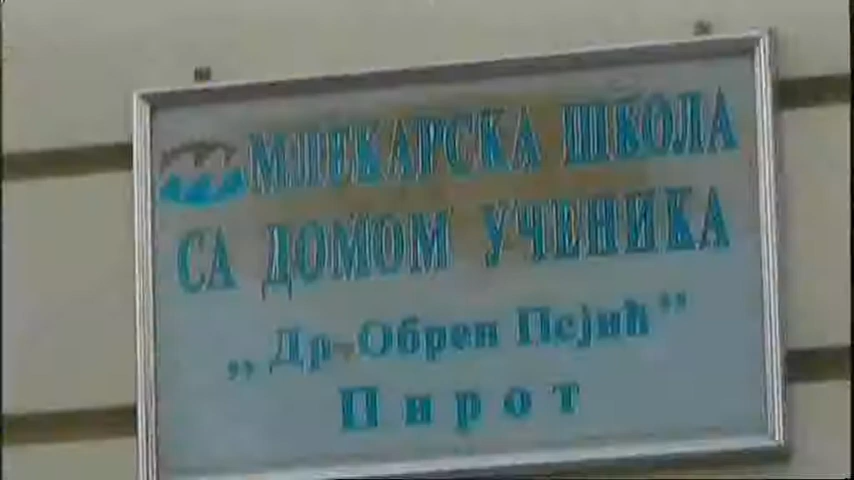 МЛЕКАРСКА ШКОЛА
СА ДОМОМ УЧЕНИКА
„Др Обрен Пејић”
Пирот